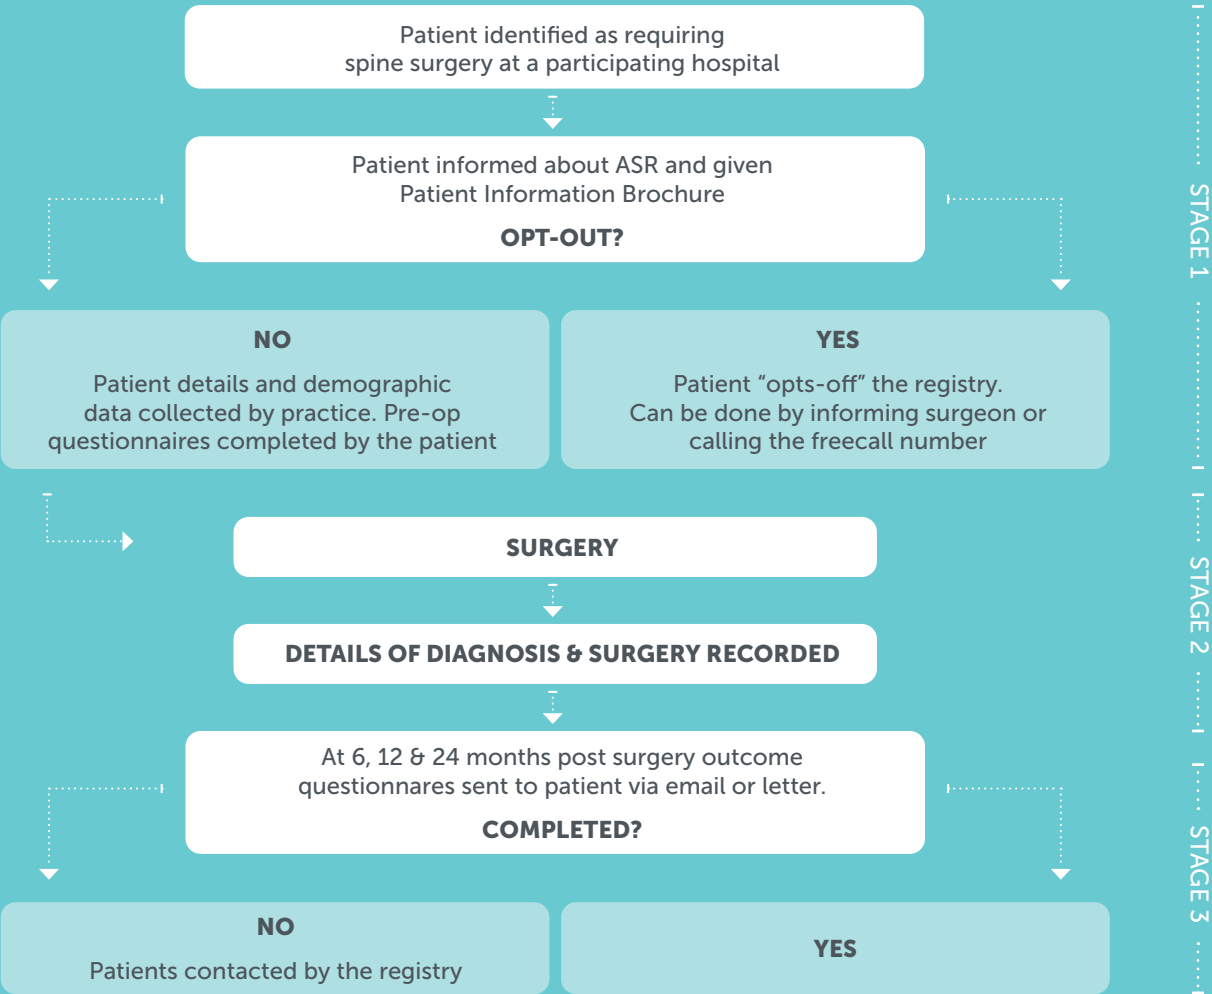 Patient identified as requiring
spine surgery at a participating hospital
Patient informed about ASR and given
Patient Information Brochure
OPT-OUT?
NO
Patient details and demographic
data collected by practice. Pre-op
questionnaires completed by the patient
YES
Patient “opts-off” the registry.
Can be done by informing surgeon or
calling the freecall number
STAGE 1
SURGERY
DETAILS OF DIAGNOSIS & SURGERY RECORDED
STAGE 2
At 6, 12 & 24 months post surgery outcome
questionnares sent to patient via email or letter.
COMPLETED?
NO
Patients contacted by the registry
YES
STAGE 3